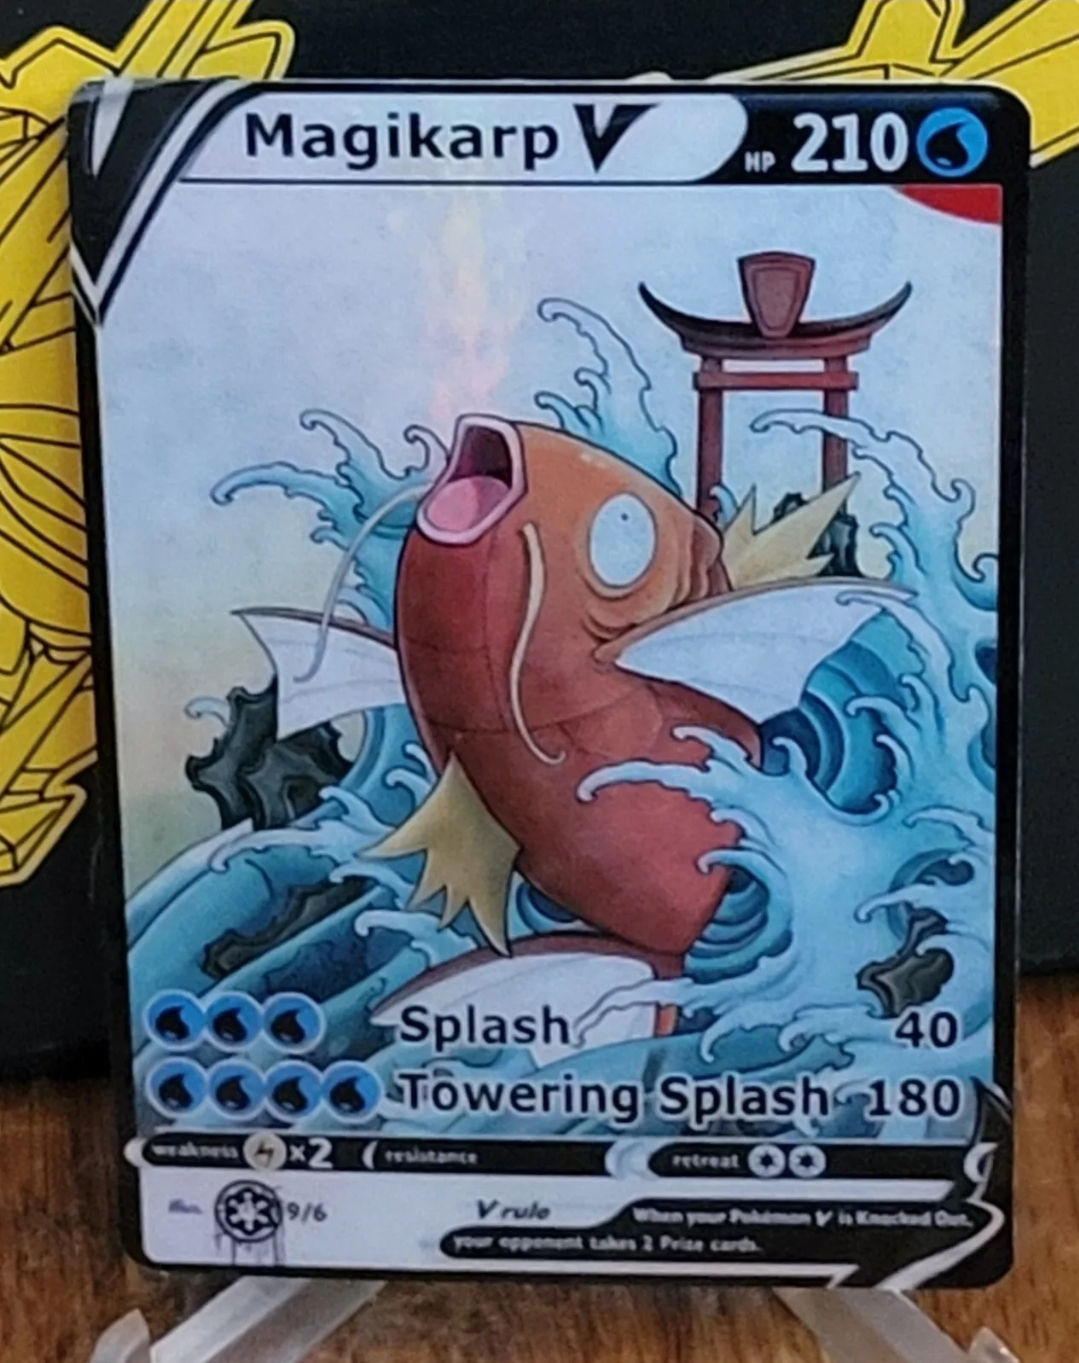 Magikarp V HP 210
Splash 40
Towering Splash 180
weakness x2 resistance retreat
9/6 V rule When your Pokémon V is Knocked Out,
your opponent takes 2 Prize cards.